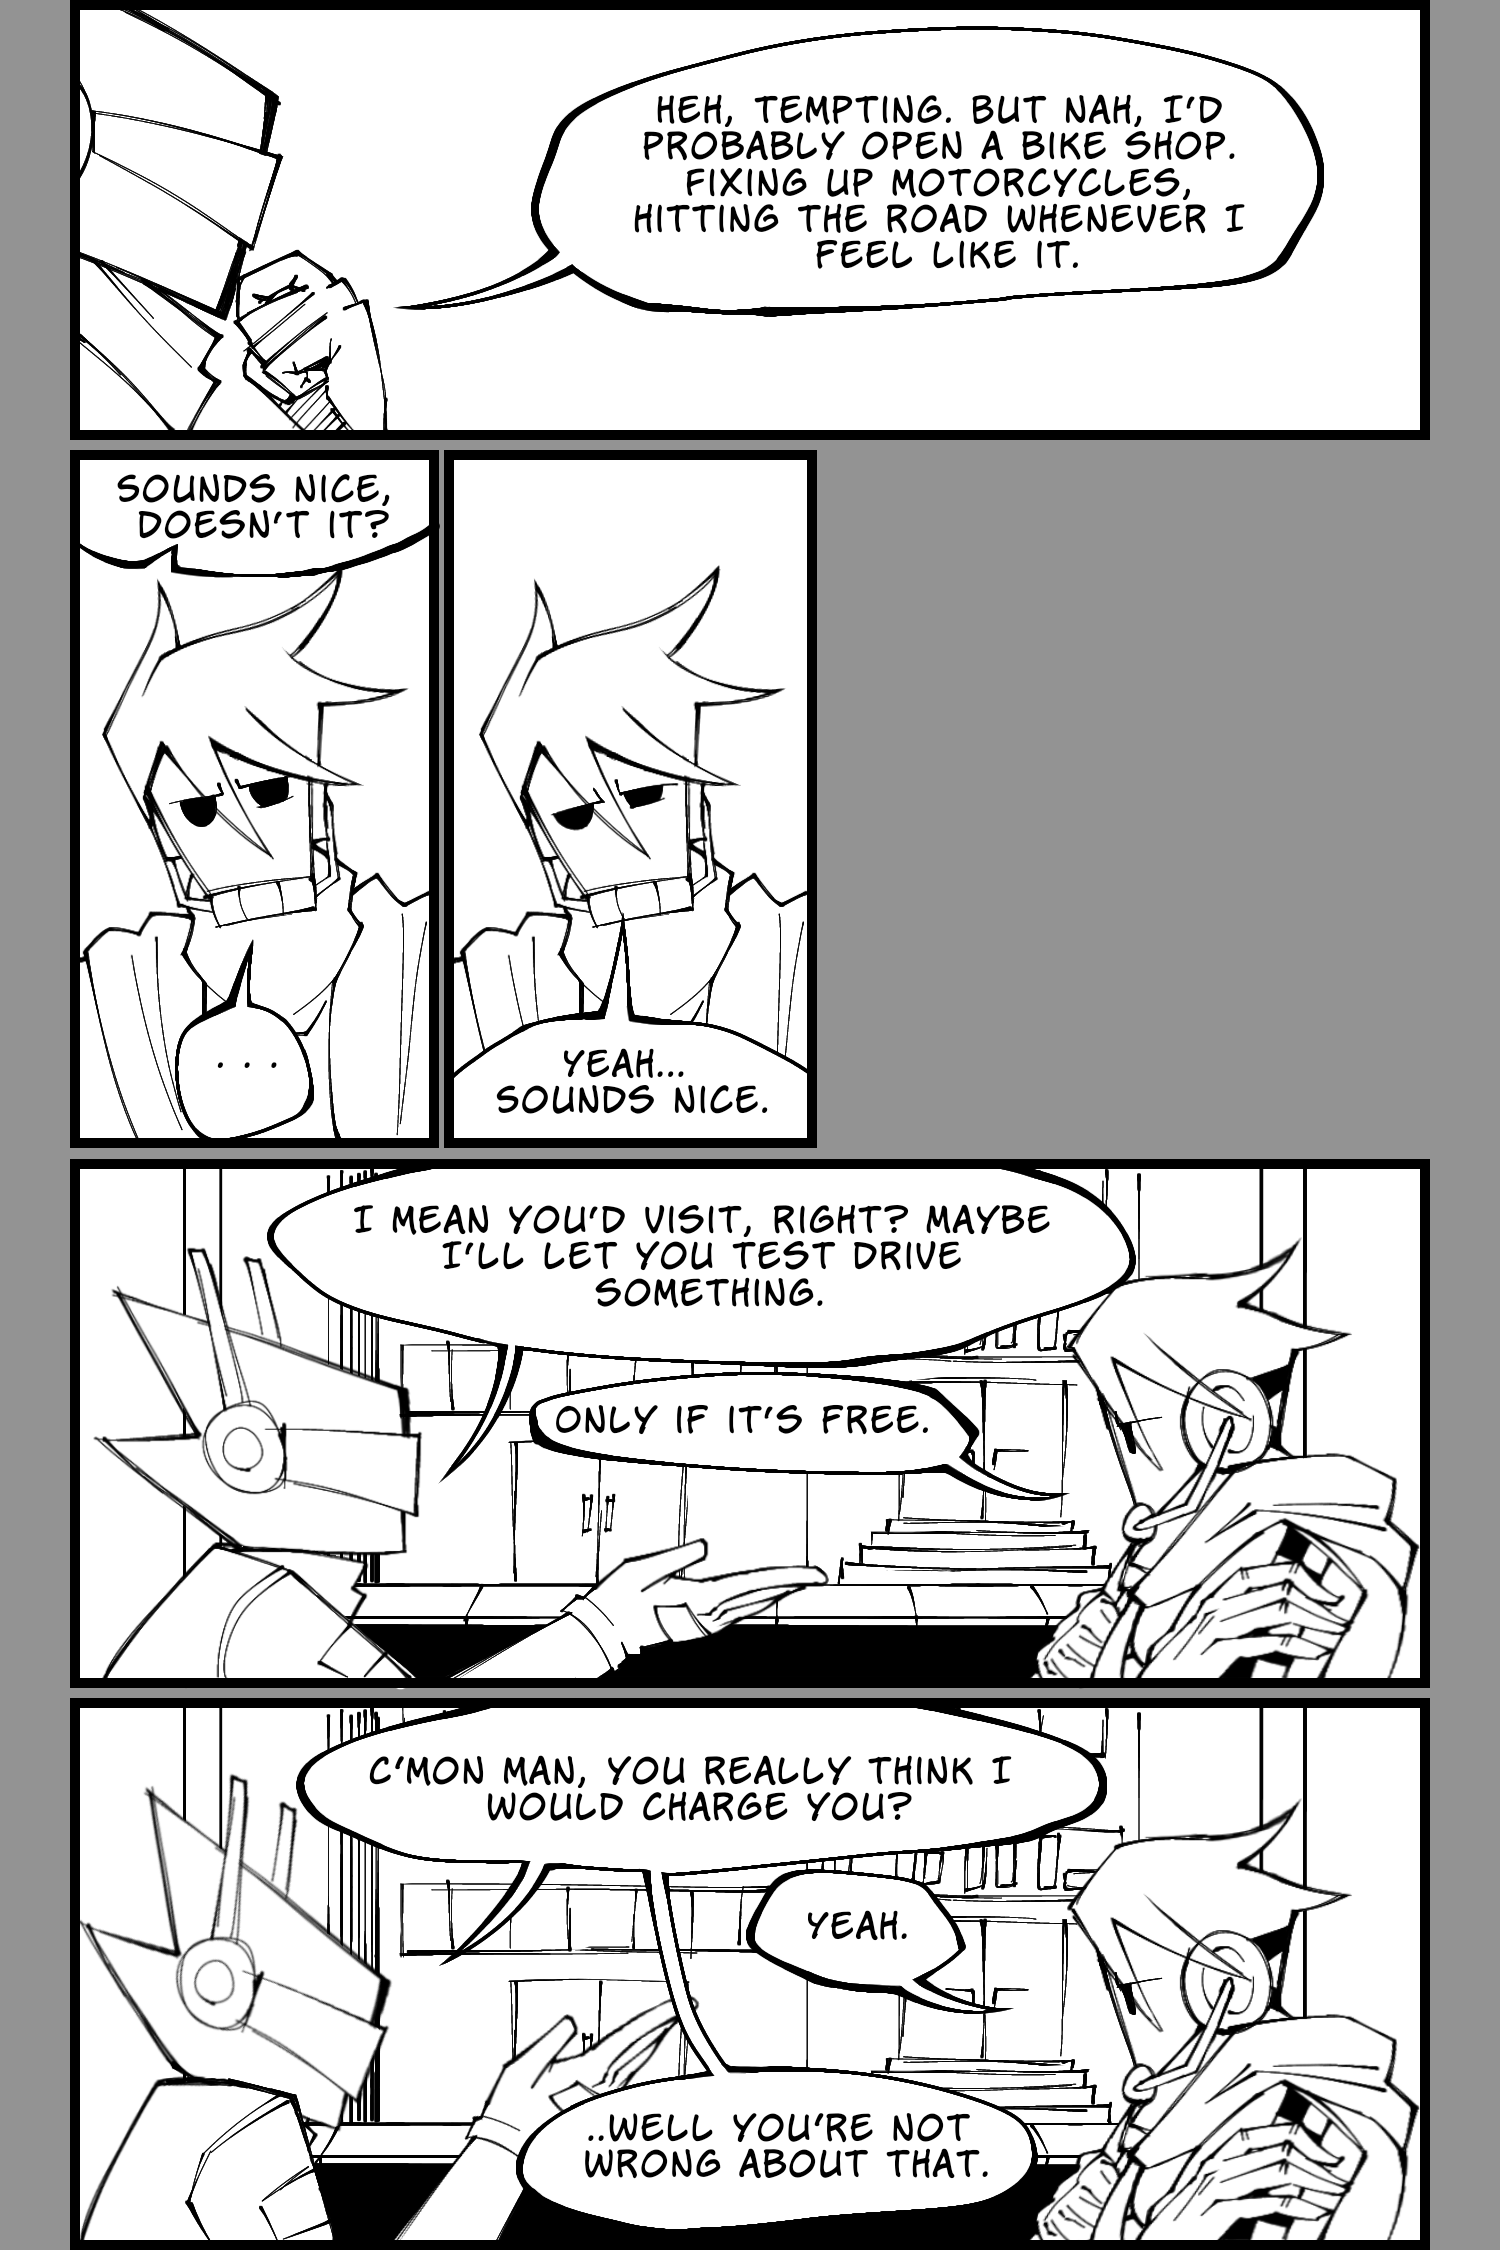 HEH, TEMPTING. BUT NAH, I'D
PROBABLY OPEN A BIKE SHOP.
FIXING UP MOTORCYCLES,
HITTING THE ROAD WHENEVER I
FEEL LIKE IT.
SOUNDS NICE,
DOESN'T IT?
...
YEAH...
SOUNDS NICE.
I MEAN YOU'D VISIT, RIGHT? MAYBE
I'LL LET YOU TEST DRIVE
SOMETHING.
ONLY IF IT'S FREE.
C'MON MAN, YOU REALLY THINK I
WOULD CHARGE YOU?
YEAH.
..WELL YOU'RE NOT
WRONG ABOUT THAT.